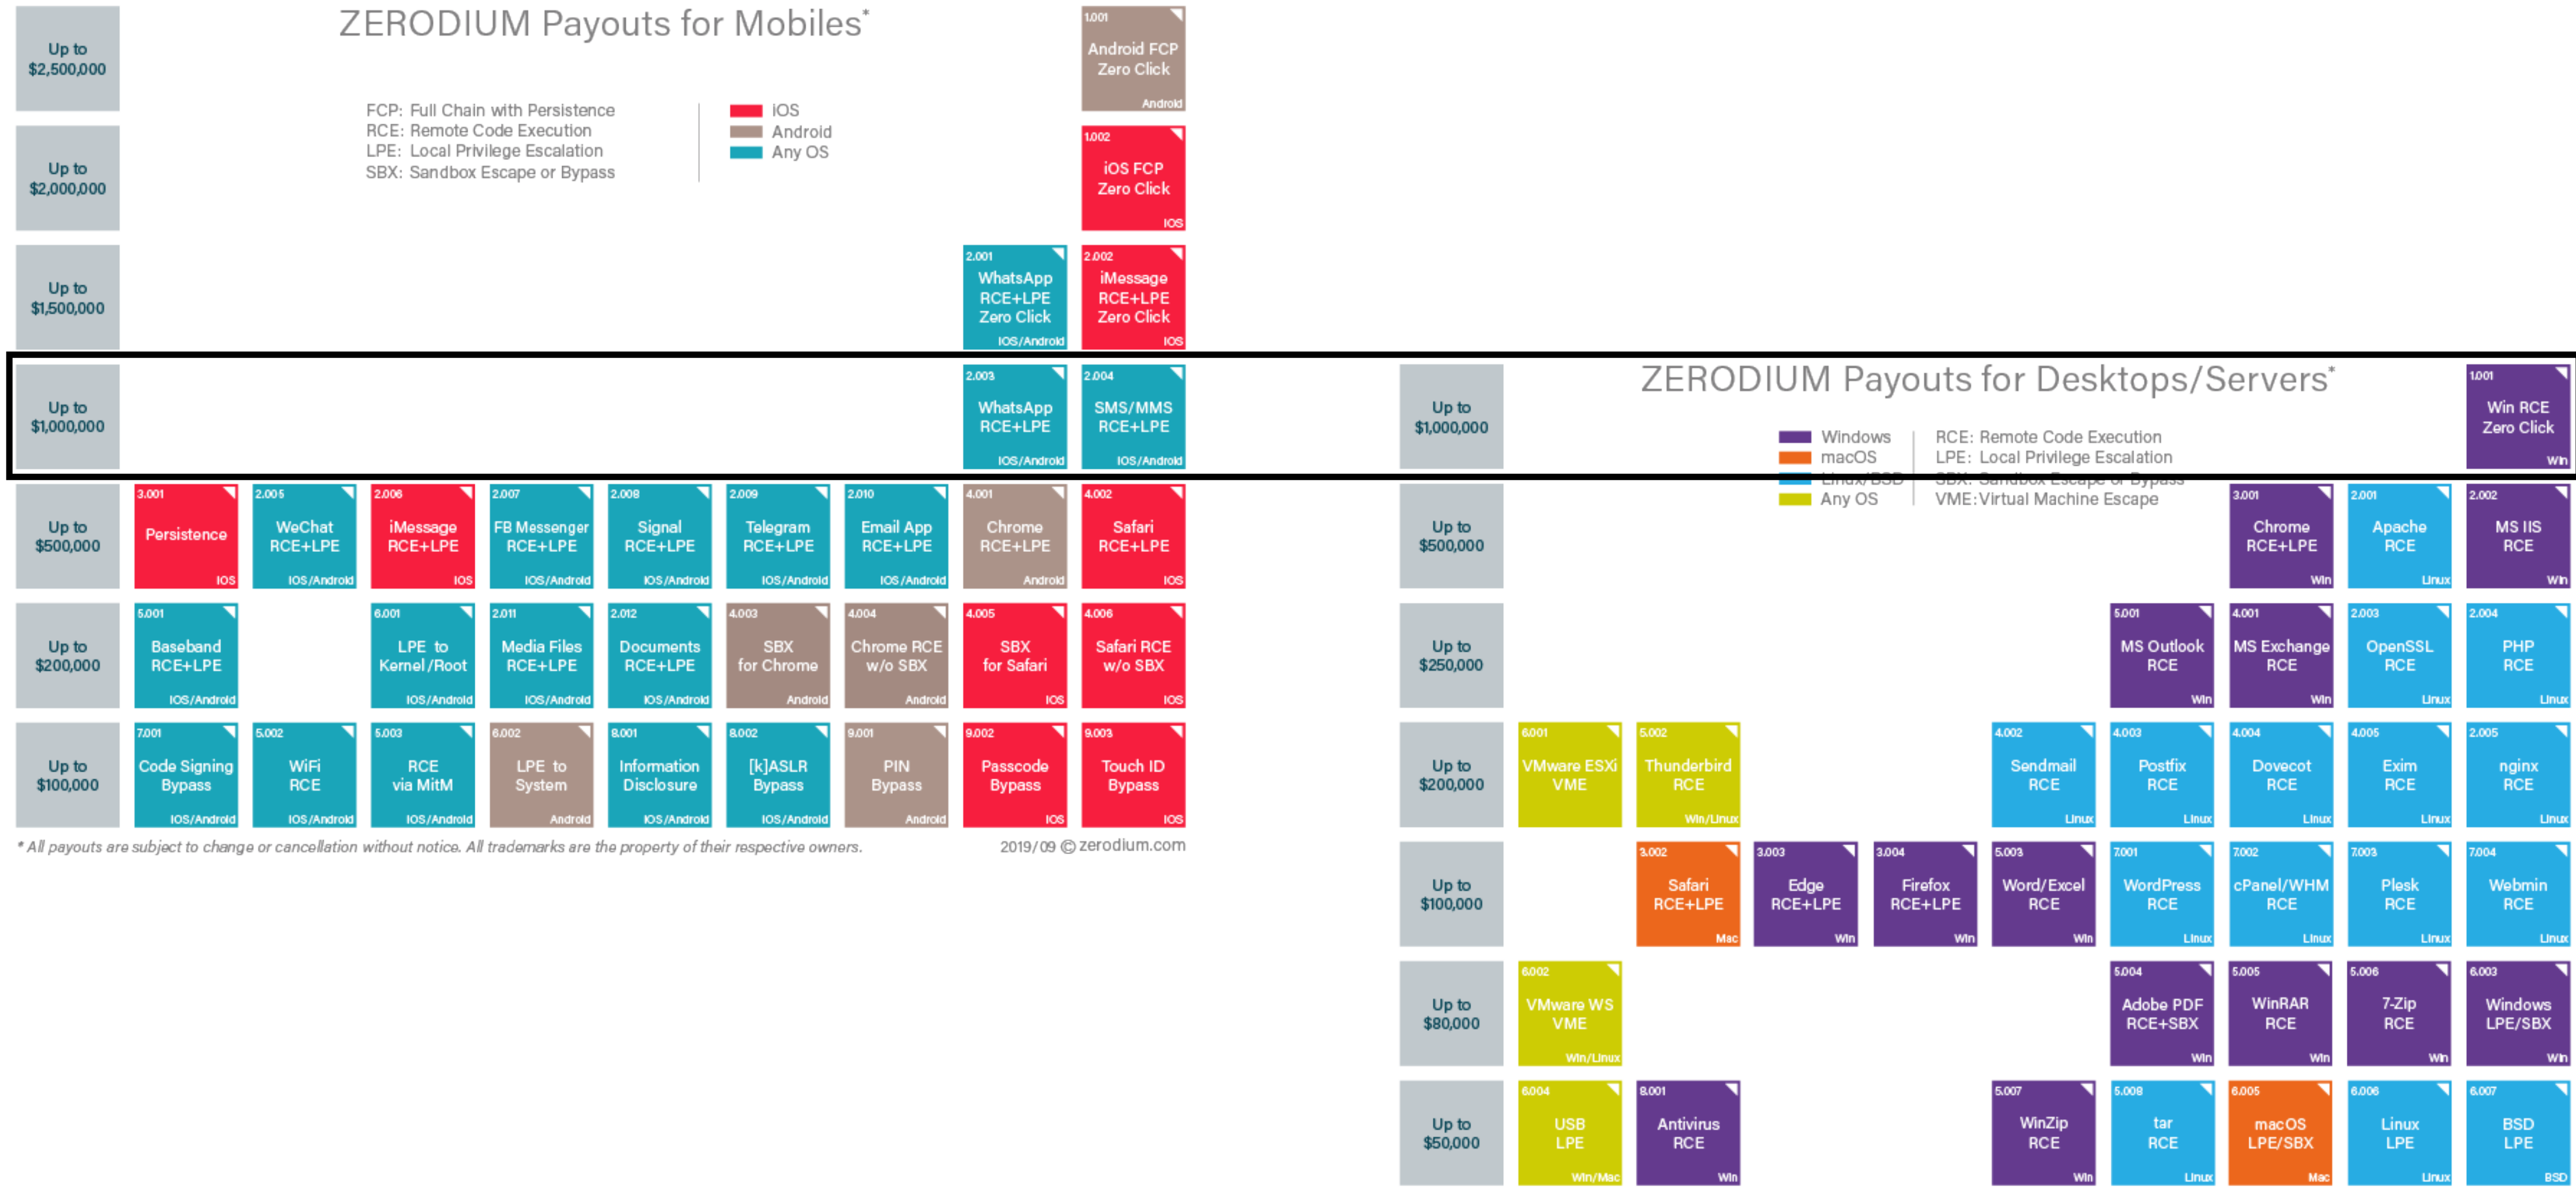 ZERODIUM Payouts for Mobiles*
FCP: Full Chain with Persistence
RCE: Remote Code Execution
LPE: Local Privilege Escalation
SBX: Sandbox Escape or Bypass
iOS
Android
Any OS
Up to
$2,500,000
1.001
Android FCP
Zero Click
Android
Up to
$2,000,000
1.002
iOS FCP
Zero Click
IOS
Up to
$1,500,000
2.001
WhatsApp
RCE+LPE
Zero Click
IOS/Android
2.002
iMessage
RCE+LPE
Zero Click
IOS
Up to
$1,000,000
2.003
WhatsApp
RCE+LPE
IOS/Android
2.004
SMS/MMS
RCE+LPE
IOS/Android
Up to
$500,000
3.001
Persistence
IOS
2.005
WeChat
RCE+LPE
IOS/Android
2.006
iMessage
RCE+LPE
IOS
2.007
FB Messenger
RCE+LPE
IOS/Android
2.008
Signal
RCE+LPE
IOS/Android
2.009
Telegram
RCE+LPE
IOS/Android
2.010
Email App
RCE+LPE
IOS/Android
4.001
Chrome
RCE+LPE
Android
4.002
Safari
RCE+LPE
IOS
Up to
$200,000
5.001
Baseband
RCE+LPE
IOS/Android
6.001
LPE to
Kernel/Root
IOS/Android
2.011
Media Files
RCE+LPE
IOS/Android
2.012
Documents
RCE+LPE
IOS/Android
4.003
SBX
for Chrome
Android
4.004
Chrome RCE
w/o SBX
Android
4.005
SBX
for Safari
IOS
4.006
Safari RCE
w/o SBX
IOS
Up to
$100,000
7.001
Code Signing
Bypass
IOS/Android
5.002
WiFi
RCE
IOS/Android
5.003
RCE
via MitM
IOS/Android
6.002
LPE to
System
Android
8.001
Information
Disclosure
IOS/Android
8.002
[k]ASLR
Bypass
IOS/Android
9.001
PIN
Bypass
Android
9.002
Passcode
Bypass
IOS
9.003
Touch ID
Bypass
IOS
* All payouts are subject to change or cancellation without notice. All trademarks are the property of their respective owners.
2019/09 © zerodium.com
ZERODIUM Payouts for Desktops/Servers*
Windows
macOS
Linux/BSD
Any OS
RCE: Remote Code Execution
LPE: Local Privilege Escalation
SBX: Sandbox Escape or Bypass
VME: Virtual Machine Escape
Up to
$1,000,000
1.001
Win RCE
Zero Click
Win
Up to
$500,000
3.001
Chrome
RCE+LPE
Win
2.001
Apache
RCE
Linux
2.002
MS IIS
RCE
Win
Up to
$250,000
5.001
MS Outlook
RCE
Win
4.001
MS Exchange
RCE
Win
2.003
OpenSSL
RCE
Linux
2.004
PHP
RCE
Linux
Up to
$200,000
6.001
VMware ESXi
VME
5.002
Thunderbird
RCE
Win/Linux
4.002
Sendmail
RCE
Linux
4.003
Postfix
RCE
Linux
4.004
Dovecot
RCE
Linux
4.005
Exim
RCE
Linux
2.005
nginx
RCE
Linux
Up to
$100,000
3.002
Safari
RCE+LPE
Mac
3.003
Edge
RCE+LPE
Win
3.004
Firefox
RCE+LPE
Win
5.003
Word/Excel
RCE
Win
7.001
WordPress
RCE
Linux
7.002
cPanel/WHM
RCE
Linux
7.003
Plesk
RCE
Linux
7.004
Webmin
RCE
Linux
Up to
$80,000
6.002
VMware WS
VME
Win/Linux
5.004
Adobe PDF
RCE+SBX
Win
5.005
WinRAR
RCE
Win
5.006
7-Zip
RCE
Win
6.003
Windows
LPE/SBX
Win
Up to
$50,000
6.004
USB
LPE
Win/Mac
8.001
Antivirus
RCE
Win
5.007
WinZip
RCE
Win
5.008
tar
RCE
Linux
6.005
macOS
LPE/SBX
Mac
6.006
Linux
LPE
Linux
6.007
BSD
LPE
BSD